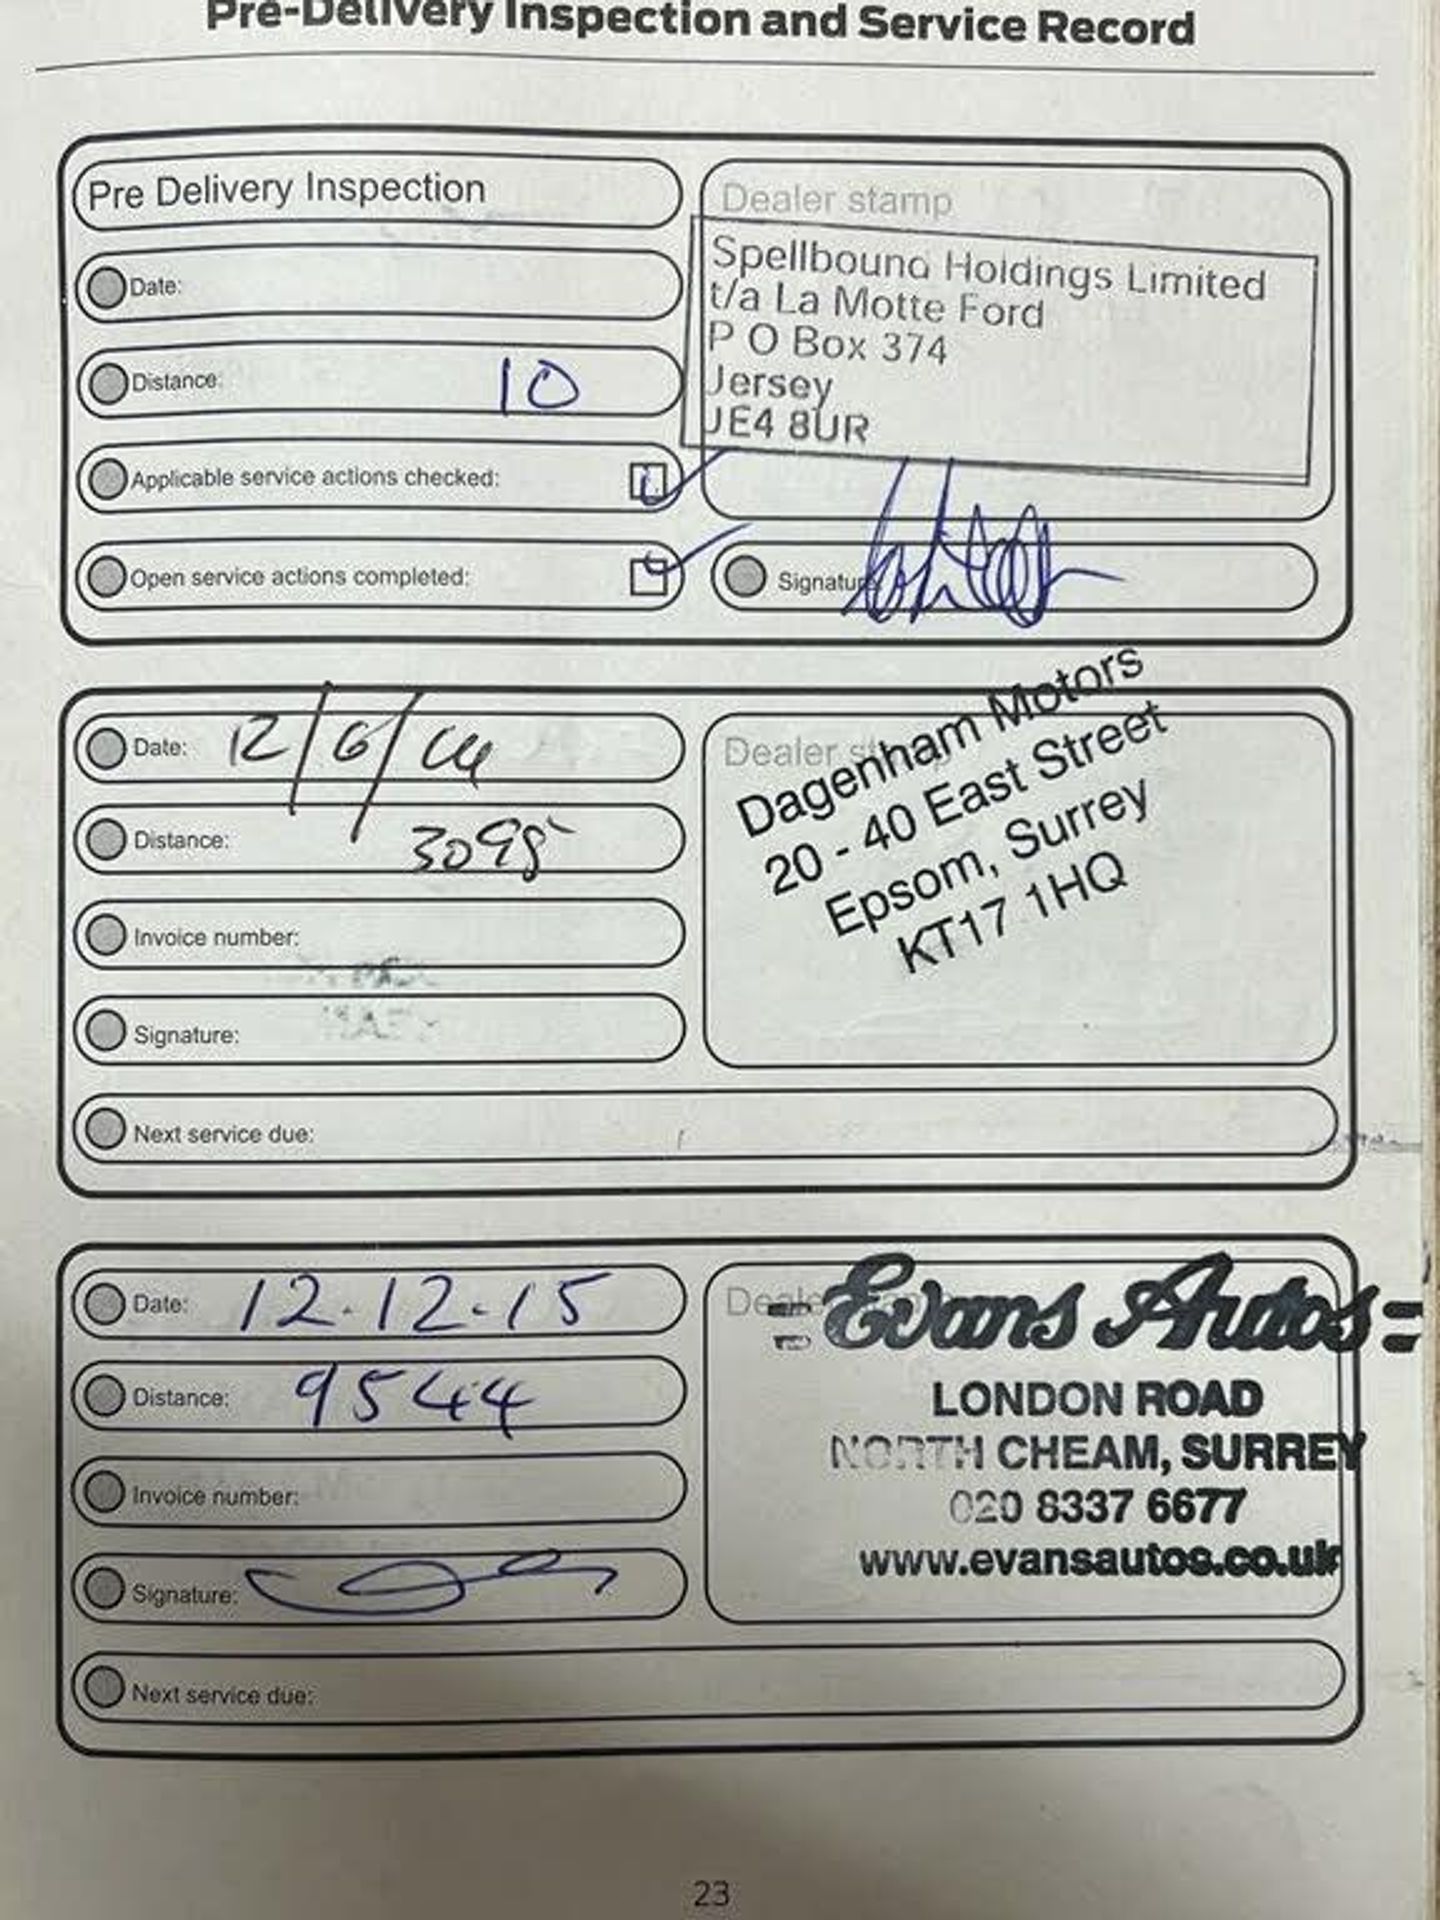 Pre-Delivery Inspection and Service Record
Pre Delivery Inspection
Date:
Distance: 10
Applicable service actions checked:
Open service actions completed:
Dealer stamp
Spellbound Holdings Limited
t/a La Motte Ford
P O Box 374
Jersey
JE4 8UR
Signature
Date: 12/6/14
Distance: 3095
Invoice number:
Signature:
Next service due:
Dealer
Dagenham Motors
20 - 40 East Street
Epsom, Surrey
KT17 1HQ
Date: 12.12.15
Distance: 9544
Invoice number:
Signature:
Next service due:
Evans Autos
LONDON ROAD
NORTH CHEAM, SURREY
020 8337 6677
www.evansautos.co.uk
23